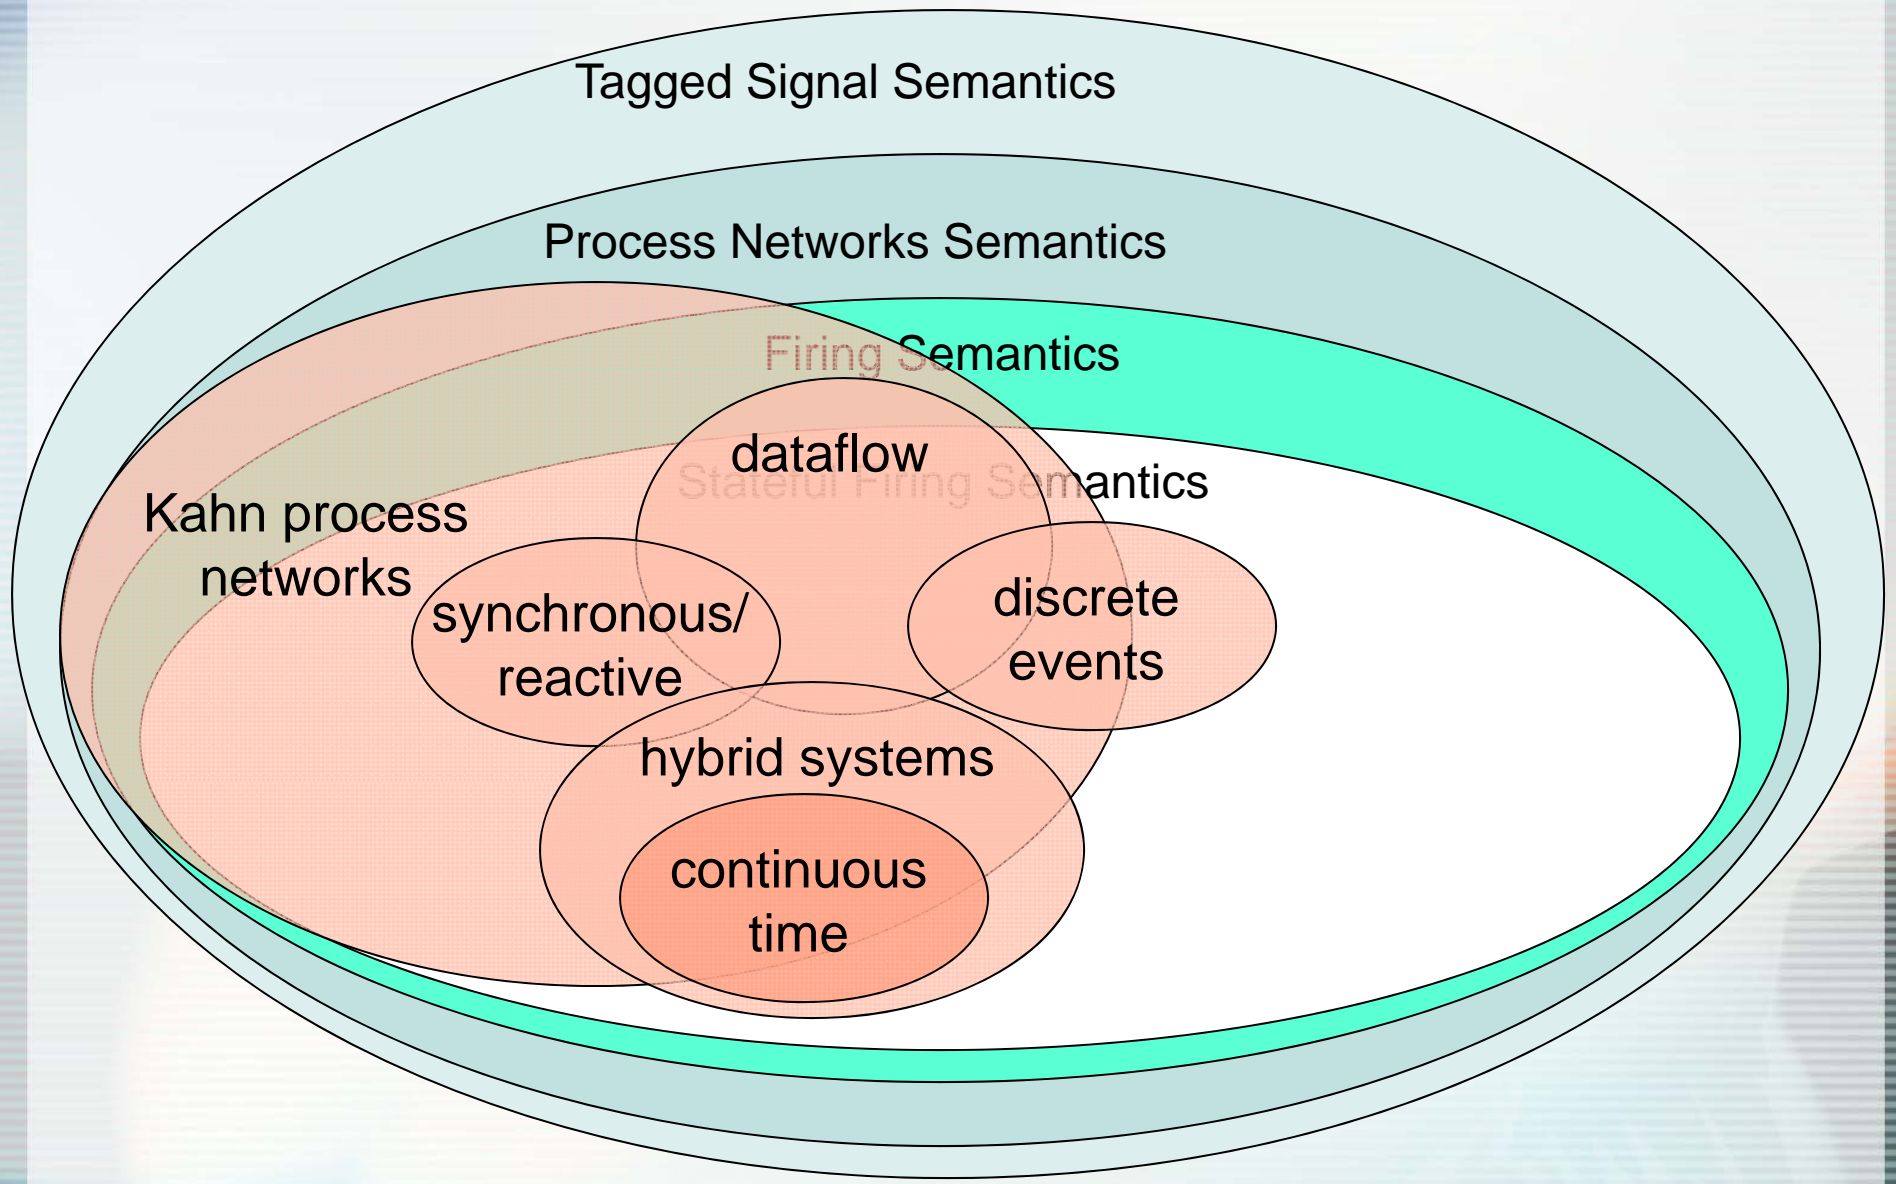 Tagged Signal Semantics
Process Networks Semantics
Firing Semantics
dataflow
Stateful Firing Semantics
Kahn process
networks
synchronous/
reactive
discrete
events
hybrid systems
continuous
time